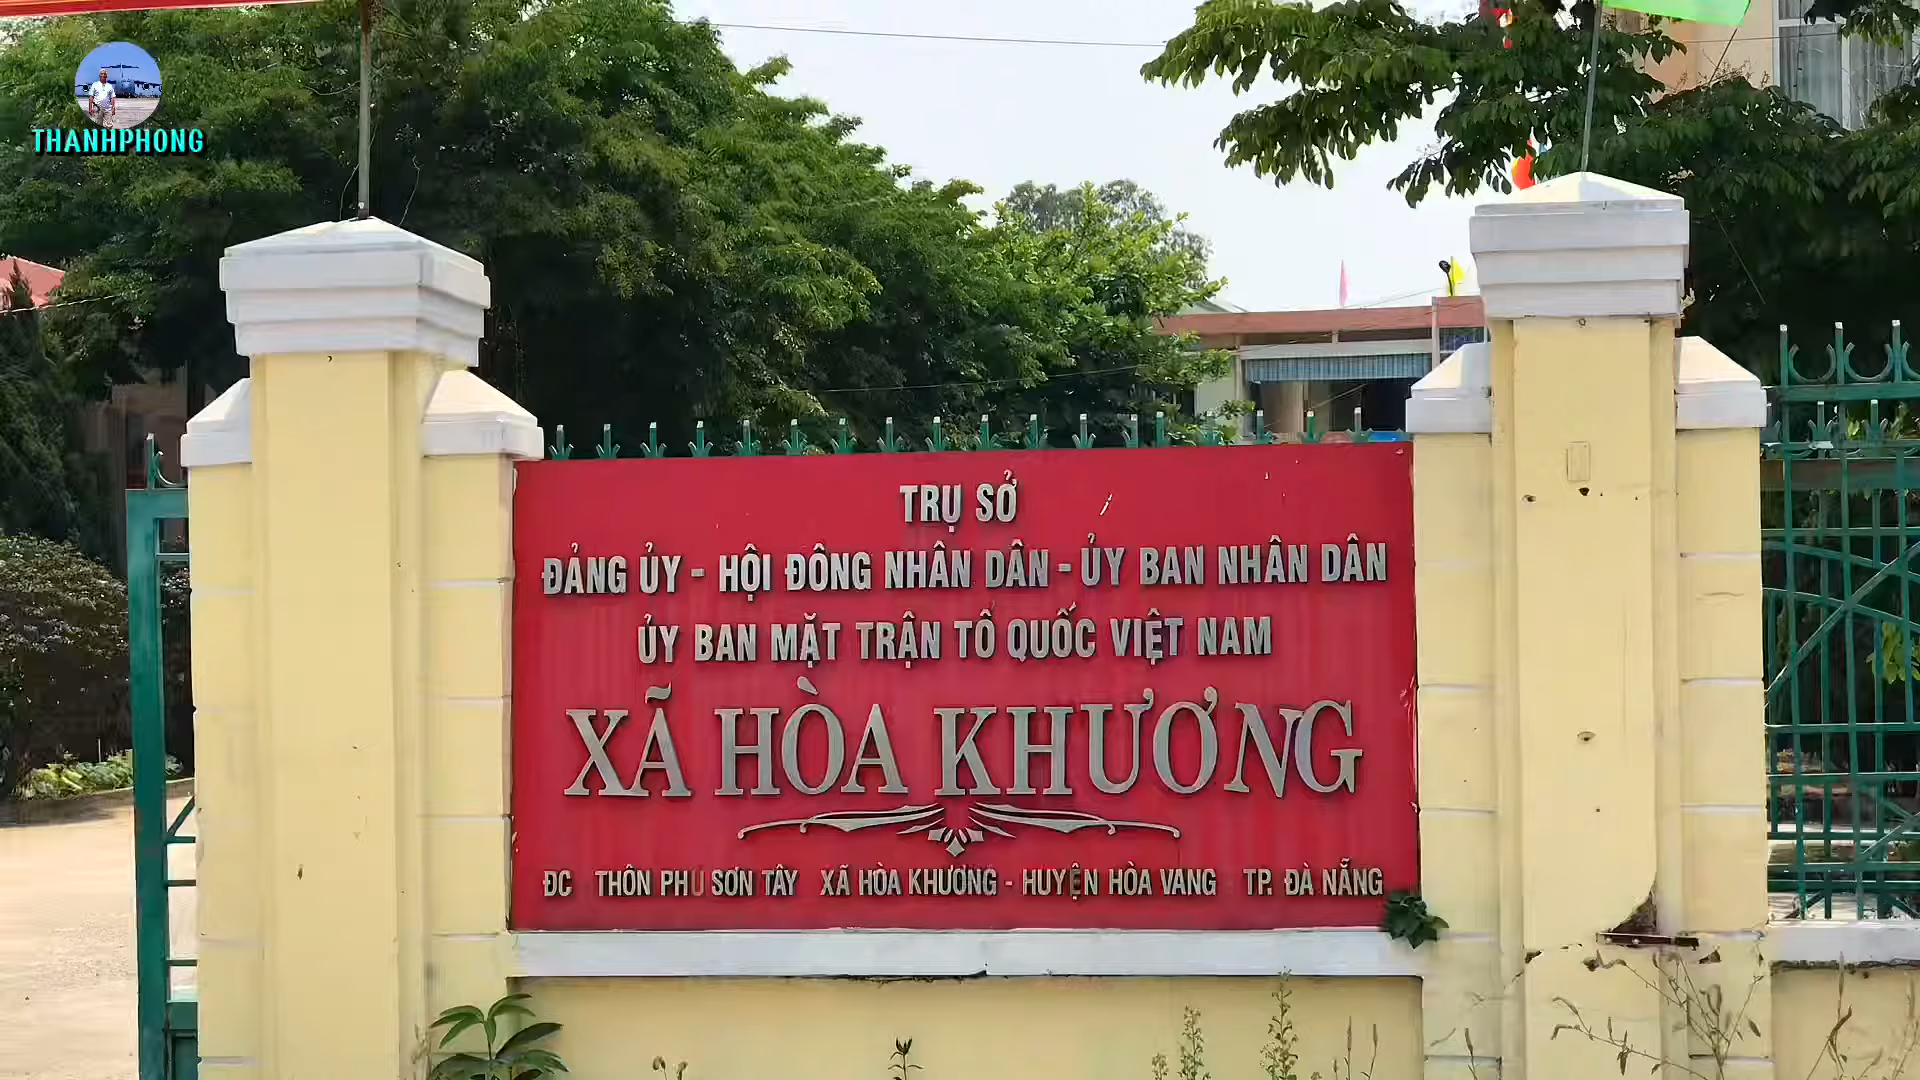 THANHPHONG
TRỤ SỞ
ĐẢNG ỦY - HỘI ĐÔNG NHÂN DÂN - ỦY BAN NHÂN DÂN
ỦY BAN MẶT TRẬN TỔ QUỐC VIỆT NAM
XÃ HÒA KHƯƠNG
ĐC THÔN PHÚ SƠN TÂY XÃ HÒA KHƯƠNG - HUYỆN HÒA VANG TP. ĐÀ NẴNG